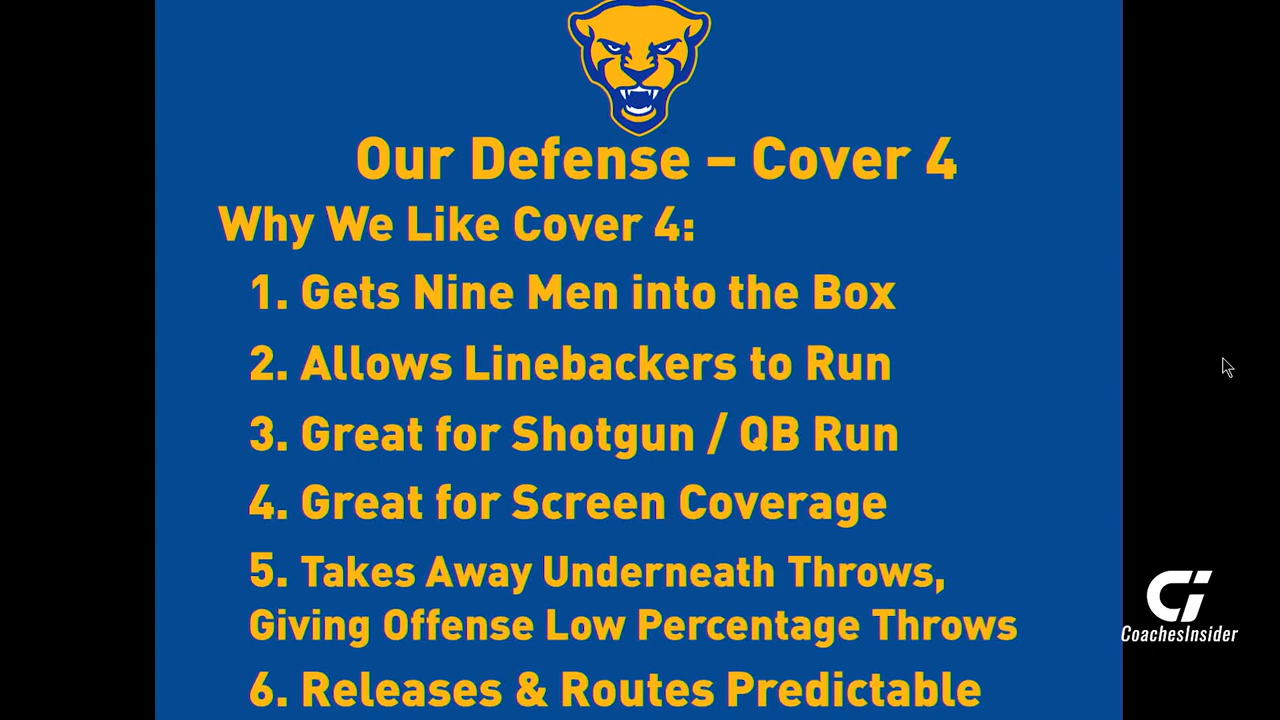 Our Defense – Cover 4
Why We Like Cover 4:
1. Gets Nine Men into the Box
2. Allows Linebackers to Run
3. Great for Shotgun / QB Run
4. Great for Screen Coverage
5. Takes Away Underneath Throws,
Giving Offense Low Percentage Throws
6. Releases & Routes Predictable
Ci
CoachesInsider